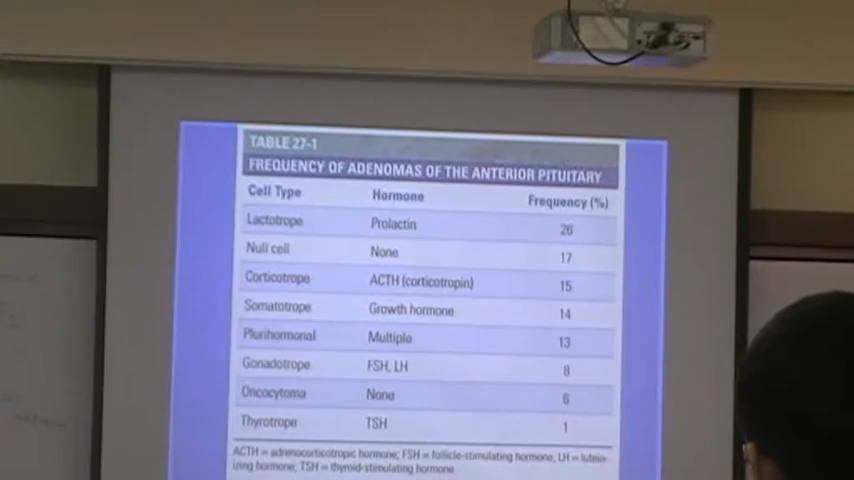 TABLE 27-1
FREQUENCY OF ADENOMAS OF THE ANTERIOR PITUITARY
Cell Type Hormone Frequency (%)
Lactotrope Prolactin 26
Null cell None 17
Corticotrope ACTH (corticotropin) 15
Somatotrope Growth hormone 14
Plurihormonal Multiple 13
Gonadotrope FSH, LH 8
Oncocytoma None 6
Thyrotrope TSH 1
ACTH = adrenocorticotropic hormone; FSH = follicle-stimulating hormone; LH = lutein-
izing hormone; TSH = thyroid-stimulating hormone.